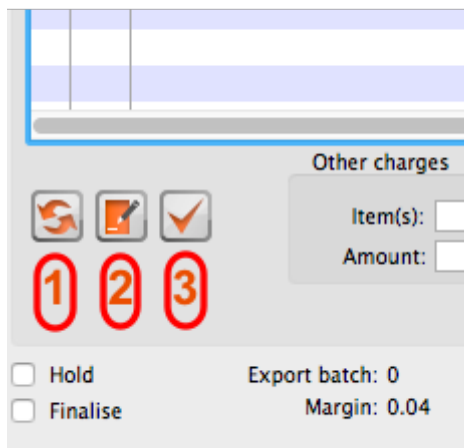 Other charges
Item(s):
Amount:
1 2 3
Hold Export batch: 0
Finalise Margin: 0.04